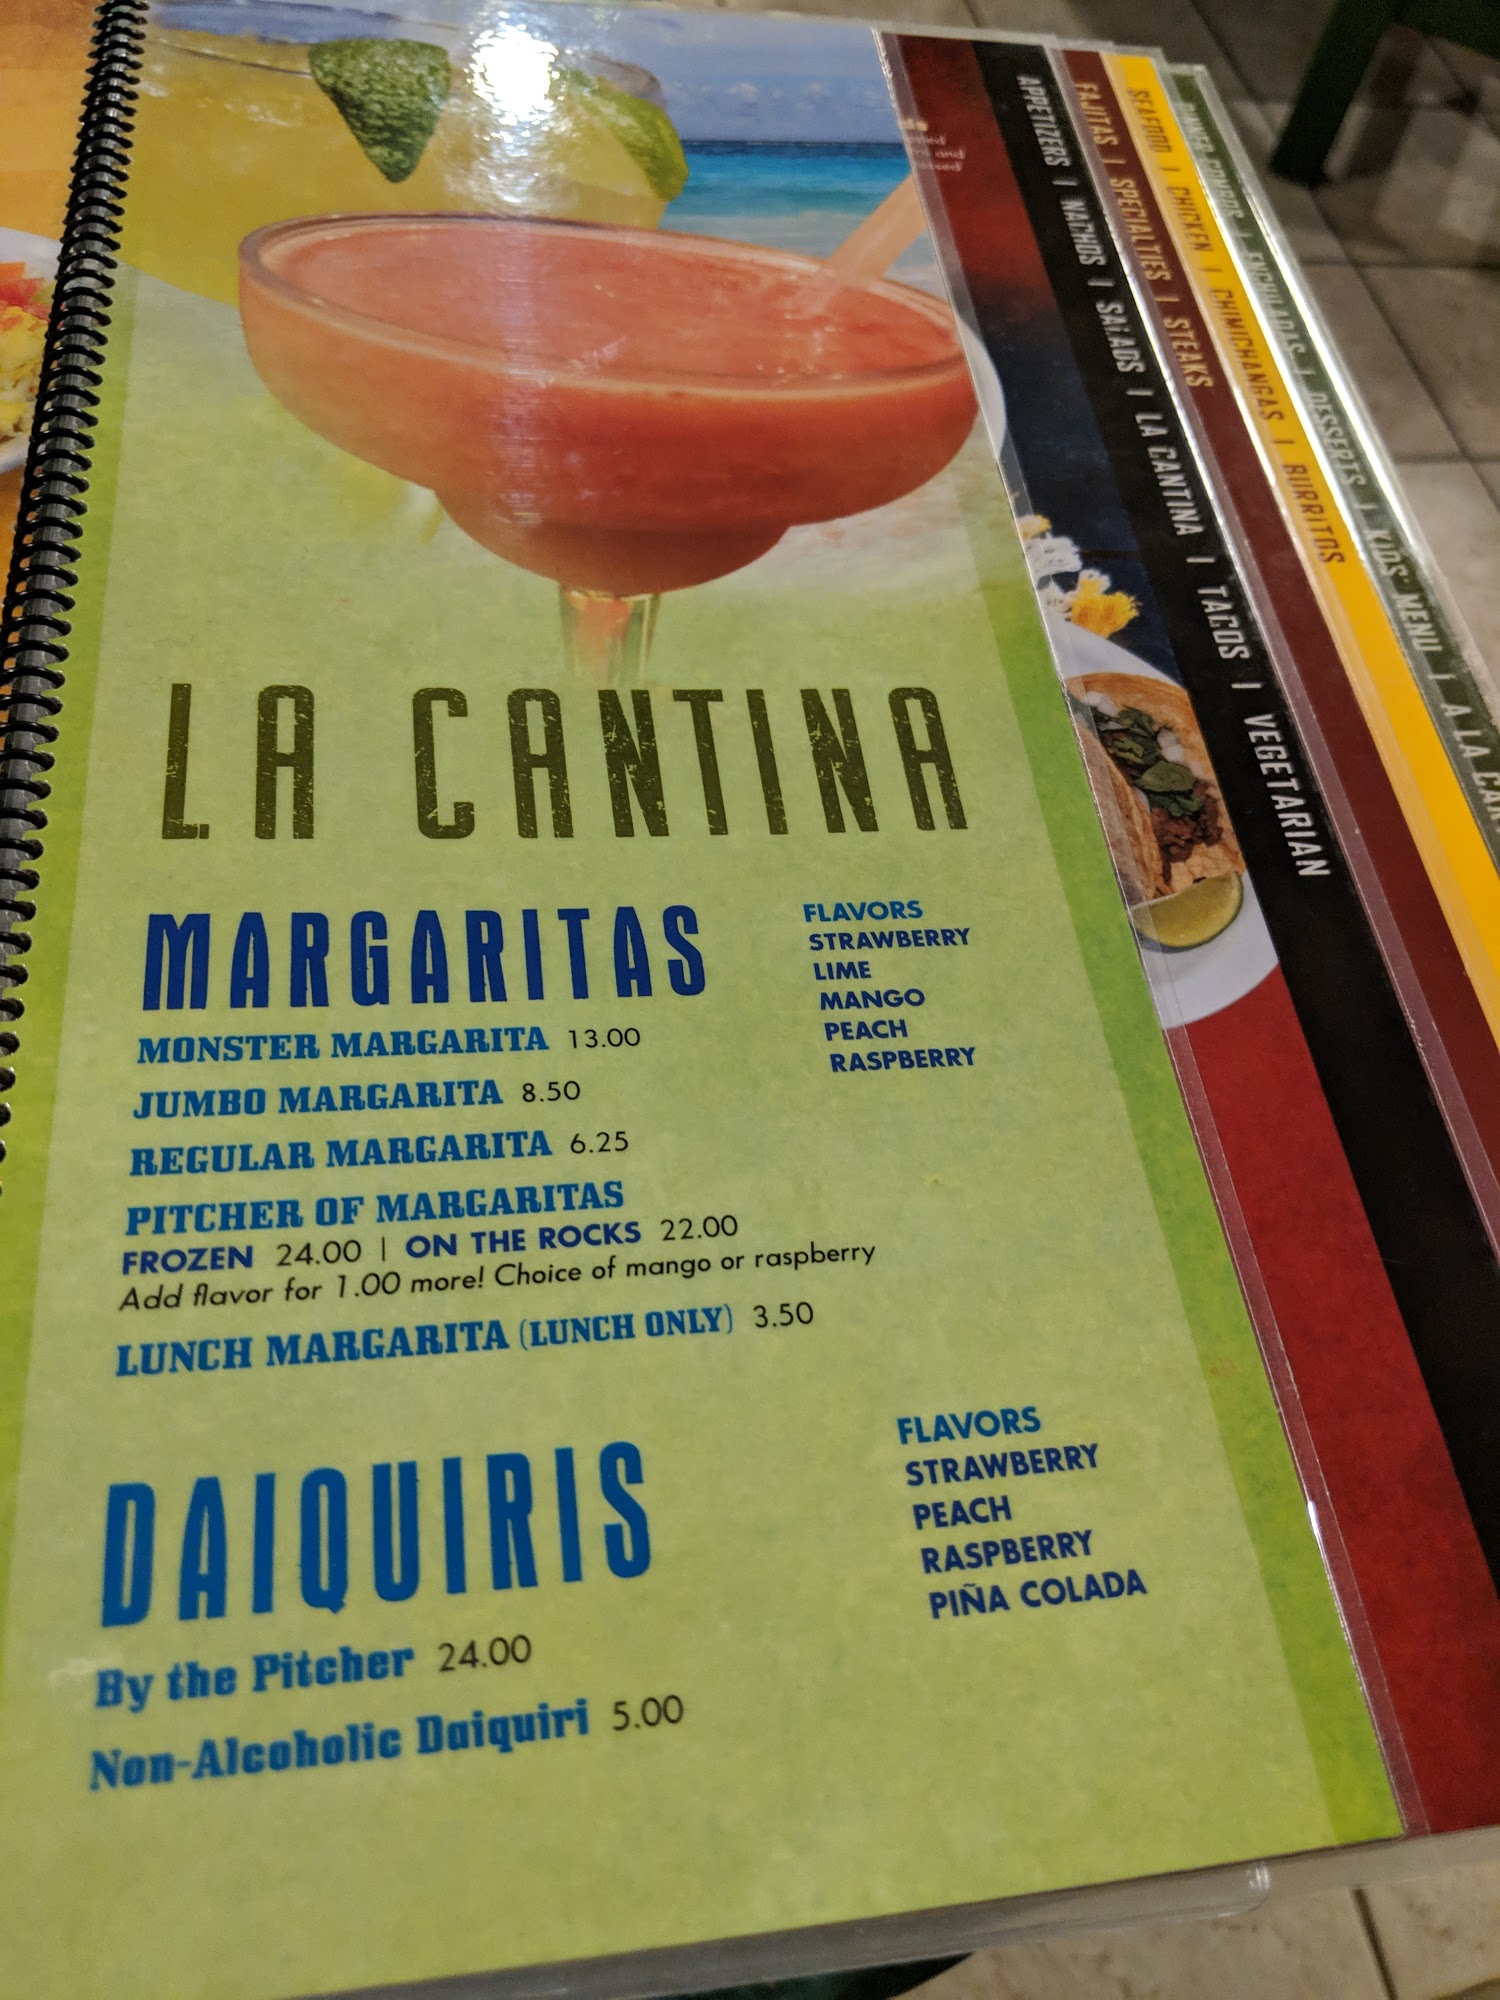 LA CANTINA
MARGARITAS
MONSTER MARGARITA 13.00
JUMBO MARGARITA 8.50
REGULAR MARGARITA 6.25
PITCHER OF MARGARITAS
FROZEN 24.00 | ON THE ROCKS 22.00
Add flavor for 1.00 more! Choice of mango or raspberry
LUNCH MARGARITA (LUNCH ONLY) 3.50
FLAVORS
STRAWBERRY
LIME
MANGO
PEACH
RASPBERRY
DAIQUIRIS
By the Pitcher 24.00
Non-Alcoholic Daiquiri 5.00
FLAVORS
STRAWBERRY
PEACH
RASPBERRY
PIÑA COLADA
APPETIZERS | NACHOS | SALADS | LA CANTINA | TACOS | VEGETARIAN
FAJITAS | SPECIALTIES | STEAKS
SEAFOOD | CHICKEN | CHIMICHANGAS | BURRITOS
ENCHILADAS | DESSERTS | KIDS' MENU | A LA